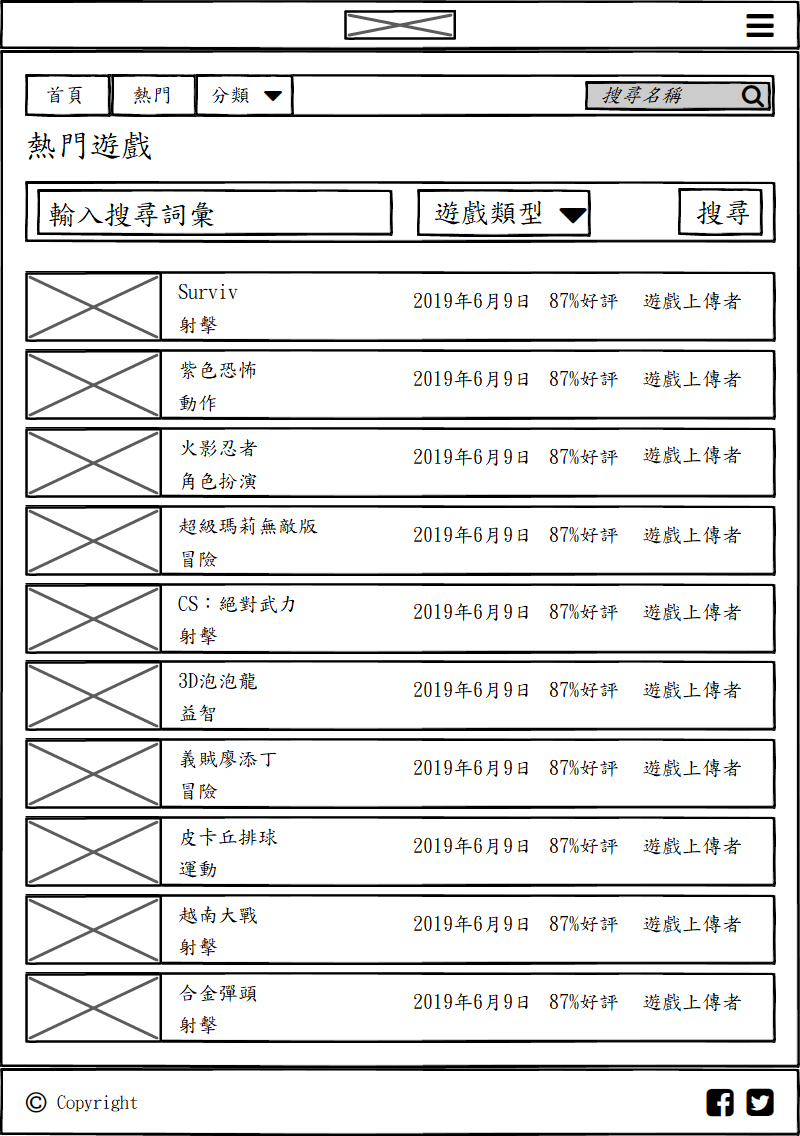 首頁 熱門 分類 搜尋名稱
熱門遊戲
輸入搜尋詞彙 遊戲類型 搜尋
Surviv 2019年6月9日 87%好評 遊戲上傳者
射擊
紫色恐怖 2019年6月9日 87%好評 遊戲上傳者
動作
火影忍者 2019年6月9日 87%好評 遊戲上傳者
角色扮演
超級瑪莉無敵版 2019年6月9日 87%好評 遊戲上傳者
冒險
CS：絕對武力 2019年6月9日 87%好評 遊戲上傳者
射擊
3D泡泡龍 2019年6月9日 87%好評 遊戲上傳者
益智
義賊廖添丁 2019年6月9日 87%好評 遊戲上傳者
冒險
皮卡丘排球 2019年6月9日 87%好評 遊戲上傳者
運動
越南大戰 2019年6月9日 87%好評 遊戲上傳者
射擊
合金彈頭 2019年6月9日 87%好評 遊戲上傳者
射擊
© Copyright